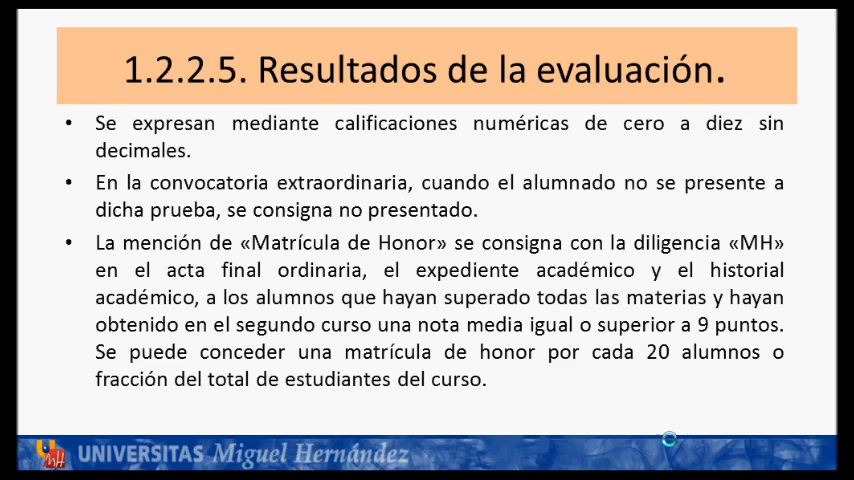 1.2.2.5. Resultados de la evaluación.
• Se expresan mediante calificaciones numéricas de cero a diez sin
decimales.
• En la convocatoria extraordinaria, cuando el alumnado no se presente a
dicha prueba, se consigna no presentado.
• La mención de «Matrícula de Honor» se consigna con la diligencia «MH»
en el acta final ordinaria, el expediente académico y el historial
académico, a los alumnos que hayan superado todas las materias y hayan
obtenido en el segundo curso una nota media igual o superior a 9 puntos.
Se puede conceder una matrícula de honor por cada 20 alumnos o
fracción del total de estudiantes del curso.
UNIVERSITAS Miguel Hernández